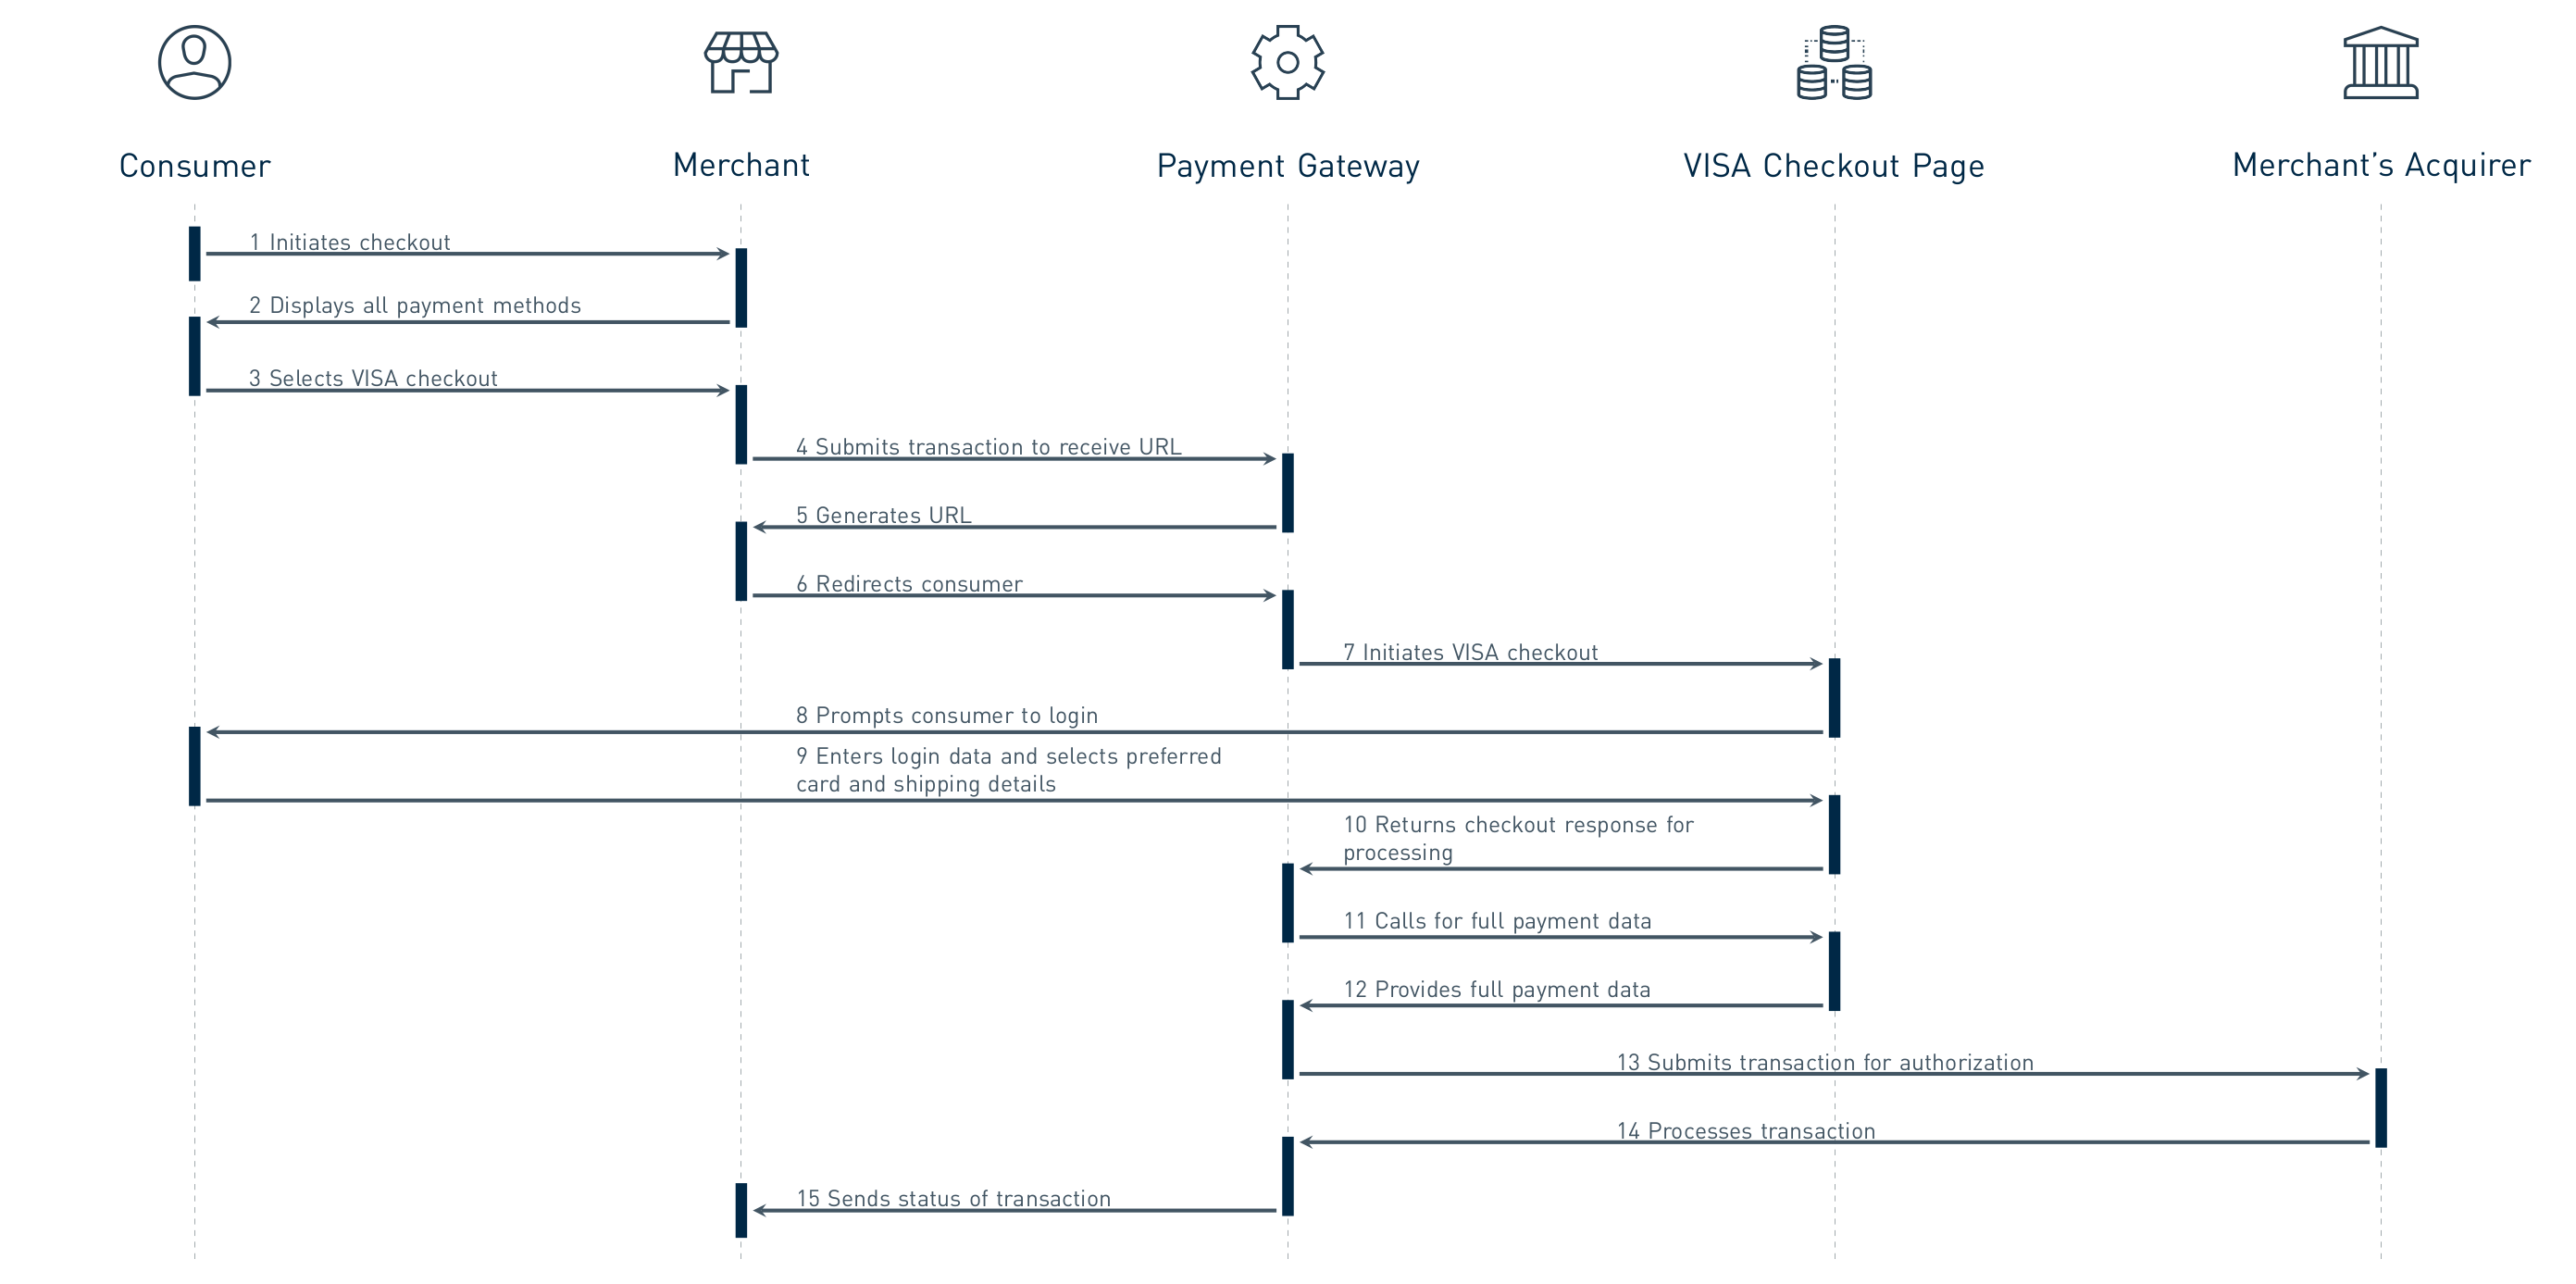 Consumer
Merchant
Payment Gateway
VISA Checkout Page
Merchant’s Acquirer
1 Initiates checkout
2 Displays all payment methods
3 Selects VISA checkout
4 Submits transaction to receive URL
5 Generates URL
6 Redirects consumer
7 Initiates VISA checkout
8 Prompts consumer to login
9 Enters login data and selects preferred
card and shipping details
10 Returns checkout response for
processing
11 Calls for full payment data
12 Provides full payment data
13 Submits transaction for authorization
14 Processes transaction
15 Sends status of transaction